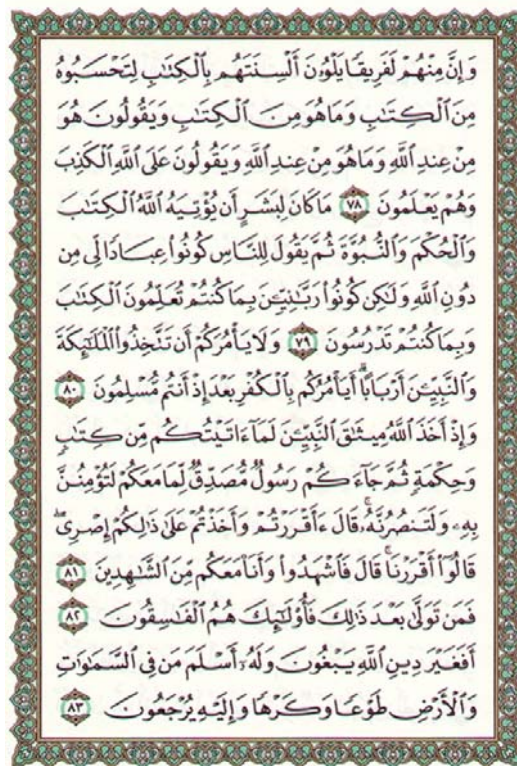 وَإِنَّ مِنْهُمْ لَفَرِيقًا يَلْوُۥنَ أَلْسِنَتَهُم بِٱلْكِتَٰبِ لِتَحْسَبُوهُ
مِنَ ٱلْكِتَٰبِ وَمَا هُوَ مِنَ ٱلْكِتَٰبِ وَيَقُولُونَ هُوَ
مِنْ عِندِ ٱللَّهِ وَمَا هُوَ مِنْ عِندِ ٱللَّهِ وَيَقُولُونَ عَلَى ٱللَّهِ ٱلْكَذِبَ
وَهُمْ يَعْلَمُونَ ٧٨ مَا كَانَ لِبَشَرٍ أَن يُؤْتِيَهُ ٱللَّهُ ٱلْكِتَٰبَ
وَٱلْحُكْمَ وَٱلنُّبُوَّةَ ثُمَّ يَقُولَ لِلنَّاسِ كُونُوا۟ عِبَادًا لِّى مِن
دُونِ ٱللَّهِ وَلَٰكِن كُونُوا۟ رَبَّٰنِيِّۦنَ بِمَا كُنتُمْ تُعَلِّمُونَ ٱلْكِتَٰبَ
وَبِمَا كُنتُمْ تَدْرُسُونَ ٧٩ وَلَا يَأْمُرَكُمْ أَن تَتَّخِذُوا۟ ٱلْمَلَٰٓئِكَةَ
وَٱلنَّبِيِّۦنَ أَرْبَابًا ۗ أَيَأْمُرُكُم بِٱلْكُفْرِ بَعْدَ إِذْ أَنتُم مُّسْلِمُونَ ٨٠
وَإِذْ أَخَذَ ٱللَّهُ مِيثَٰقَ ٱلنَّبِيِّۦنَ لَمَآ ءَاتَيْتُكُم مِّن كِتَٰبٍ
وَحِكْمَةٍ ثُمَّ جَآءَكُمْ رَسُولٌ مُّصَدِّقٌ لِّمَا مَعَكُمْ لَتُؤْمِنُنَّ
بِهِۦ وَلَتَنصُرُنَّهُۥ ۚ قَالَ ءَأَقْرَرْتُمْ وَأَخَذْتُمْ عَلَىٰ ذَٰلِكُمْ إِصْرِى ۖ
قَالُوٓا۟ أَقْرَرْنَا ۚ قَالَ فَٱشْهَدُوا۟ وَأَنَا۠ مَعَكُم مِّنَ ٱلشَّٰهِدِينَ ٨١
فَمَن تَوَلَّىٰ بَعْدَ ذَٰلِكَ فَأُو۟لَٰٓئِكَ هُمُ ٱلْفَٰسِقُونَ ٨٢
أَفَغَيْرَ دِينِ ٱللَّهِ يَبْغُونَ وَلَهُۥٓ أَسْلَمَ مَن فِى ٱلسَّمَٰوَٰتِ
وَٱلْأَرْضِ طَوْعًا وَكَرْهًا وَإِلَيْهِ يُرْجَعُونَ ٨٣